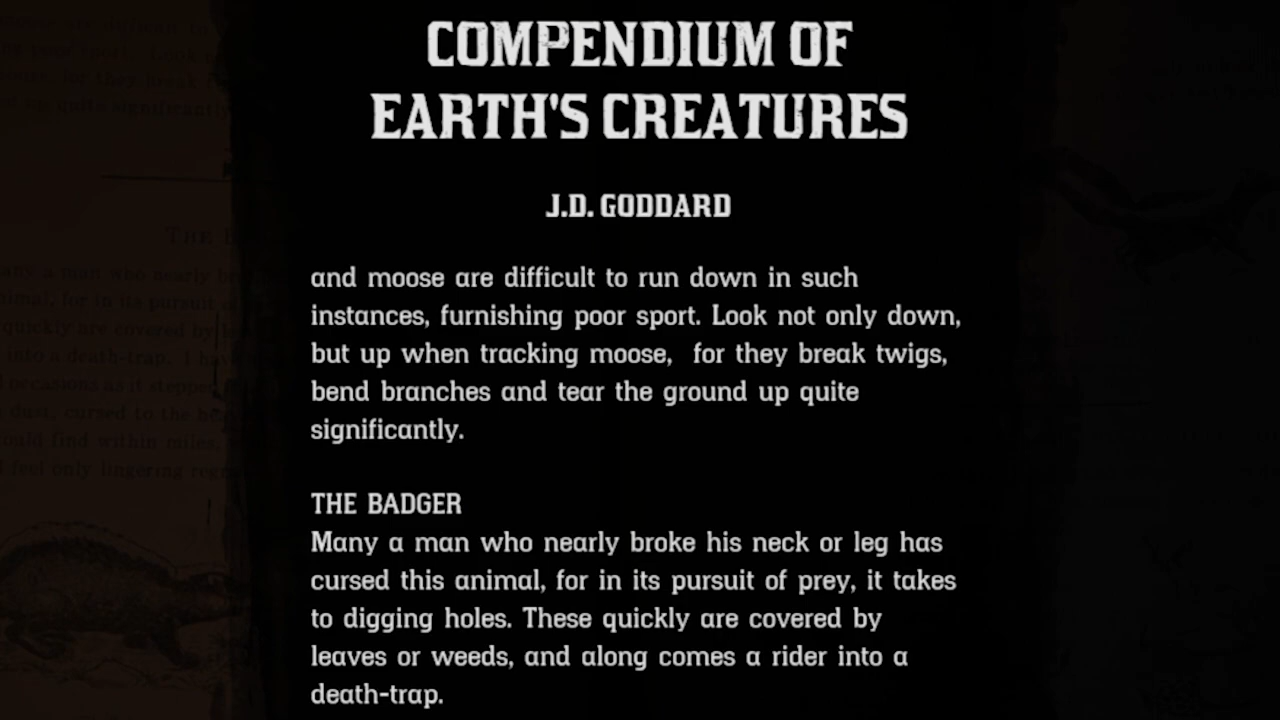 COMPENDIUM OF
EARTH'S CREATURES
J.D. GODDARD
and moose are difficult to run down in such
instances, furnishing poor sport. Look not only down,
but up when tracking moose,  for they break twigs,
bend branches and tear the ground up quite
significantly.
THE BADGER
Many a man who nearly broke his neck or leg has
cursed this animal, for in its pursuit of prey, it takes
to digging holes. These quickly are covered by
leaves or weeds, and along comes a rider into a
death-trap.